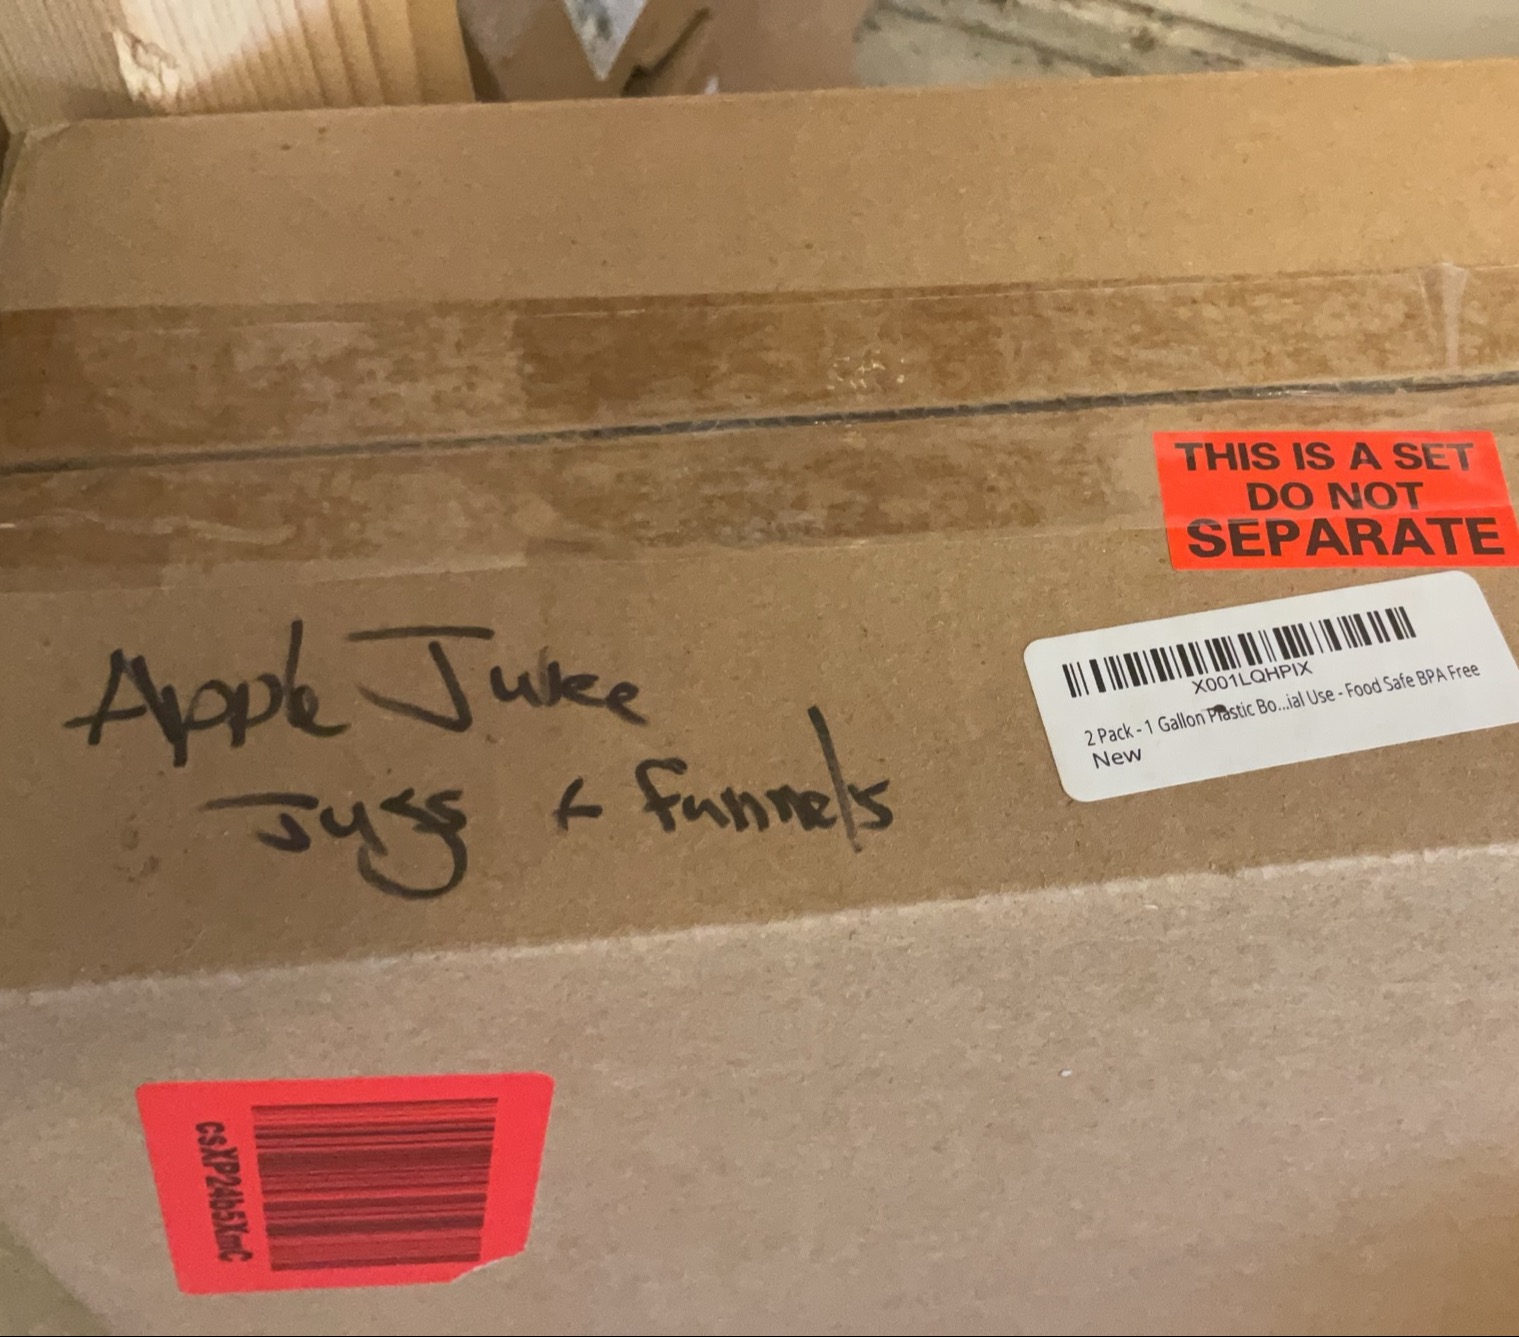 THIS IS A SET
DO NOT
SEPARATE
Apple Juice
Jugs + funnels
X001LQHPIX
2 Pack - 1 Gallon Plastic Bo...ial Use - Food Safe BPA Free
New
csXP24b5XmC